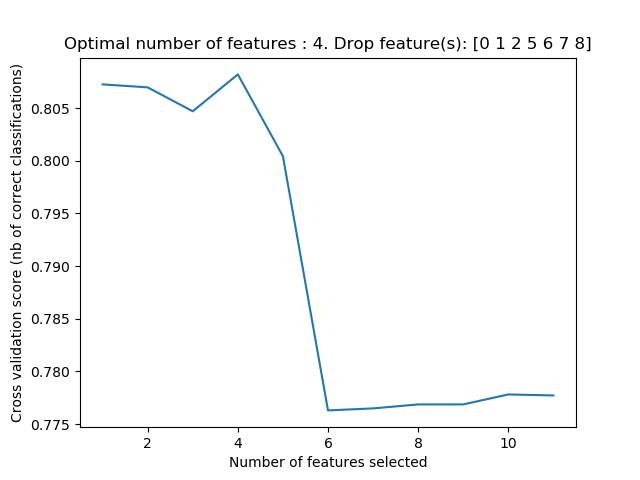 Optimal number of features : 4. Drop feature(s): [0 1 2 5 6 7 8]
Cross validation score (nb of correct classifications)
0.805
0.800
0.795
0.790
0.785
0.780
0.775
2 4 6 8 10
Number of features selected